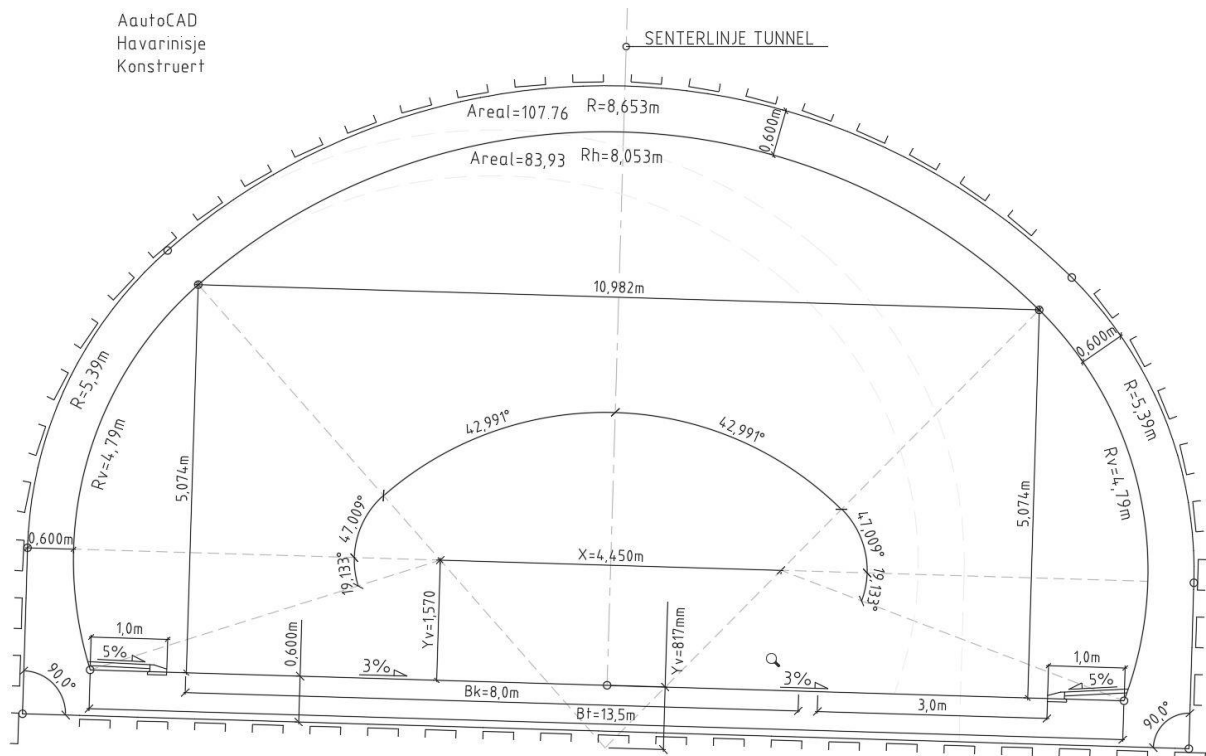 AautoCAD
Havarinisje
Konstruert
SENTERLINJE TUNNEL
Areal=107.76 R=8,653m
0,600m
Areal=83,93 Rh=8,053m
10,982m
0,600m
R=5,39m
R=5,39m
Rv=4,79m
Rv=4,79m
42,991°
42,991°
5,074m
5,074m
47.009°
47.009°
0,600m
X=4,450m
19,133°
19,133°
Yv=1,570
Yv=817mm
0,600m
1,0m
1,0m
5%
5%
3%
3%
90,0°
90,0°
Bk=8,0m
3,0m
Bt=13,5m